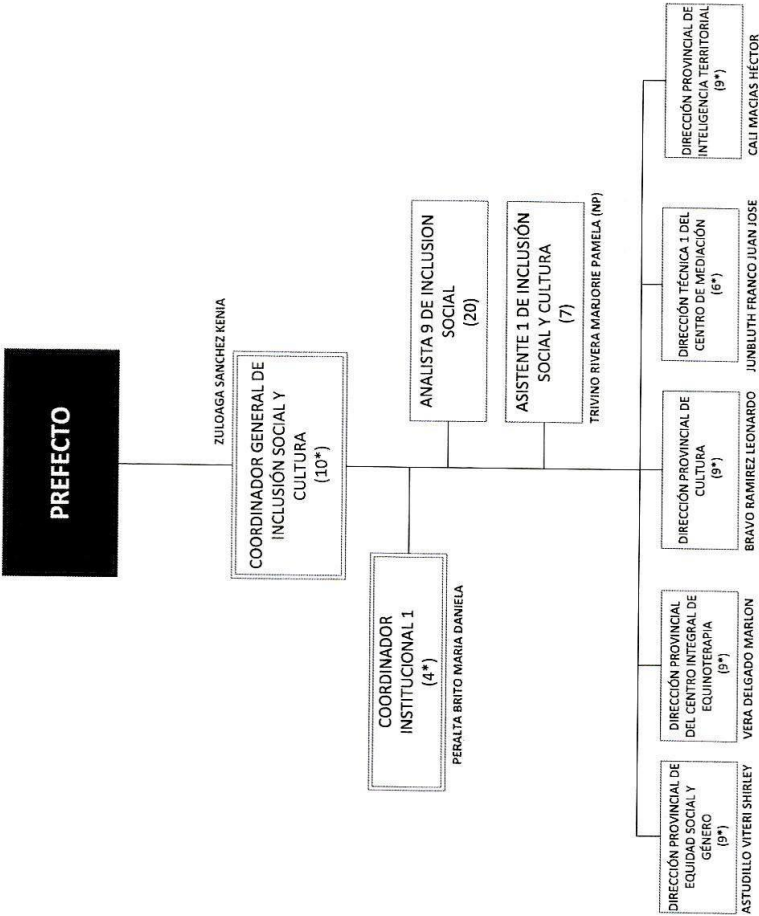 PREFECTO
ZULOAGA SANCHEZ KENIA
COORDINADOR GENERAL DE
INCLUSIÓN SOCIAL Y
CULTURA
(10*)
COORDINADOR
INSTITUCIONAL 1
(4*)
PERALTA BRITO MARIA DANIELA
ANALISTA 9 DE INCLUSION
SOCIAL
(20)
ASISTENTE 1 DE INCLUSIÓN
SOCIAL Y CULTURA
(7)
TRIVINO RIVERA MARJORIE PAMELA (NP)
DIRECCIÓN PROVINCIAL DE
EQUIDAD SOCIAL Y
GÉNERO
(9*)
ASTUDILLO VITERI SHIRLEY
DIRECCIÓN PROVINCIAL
DEL CENTRO INTEGRAL DE
EQUINOTERAPIA
(9*)
VERA DELGADO MARLON
DIRECCIÓN PROVINCIAL DE
CULTURA
(9*)
BRAVO RAMIREZ LEONARDO
DIRECCIÓN TÉCNICA 1 DEL
CENTRO DE MEDIACIÓN
(6*)
JUNBLUTH FRANCO JUAN JOSE
DIRECCIÓN PROVINCIAL DE
INTELIGENCIA TERRITORIAL
(9*)
CALI MACIAS HÉCTOR